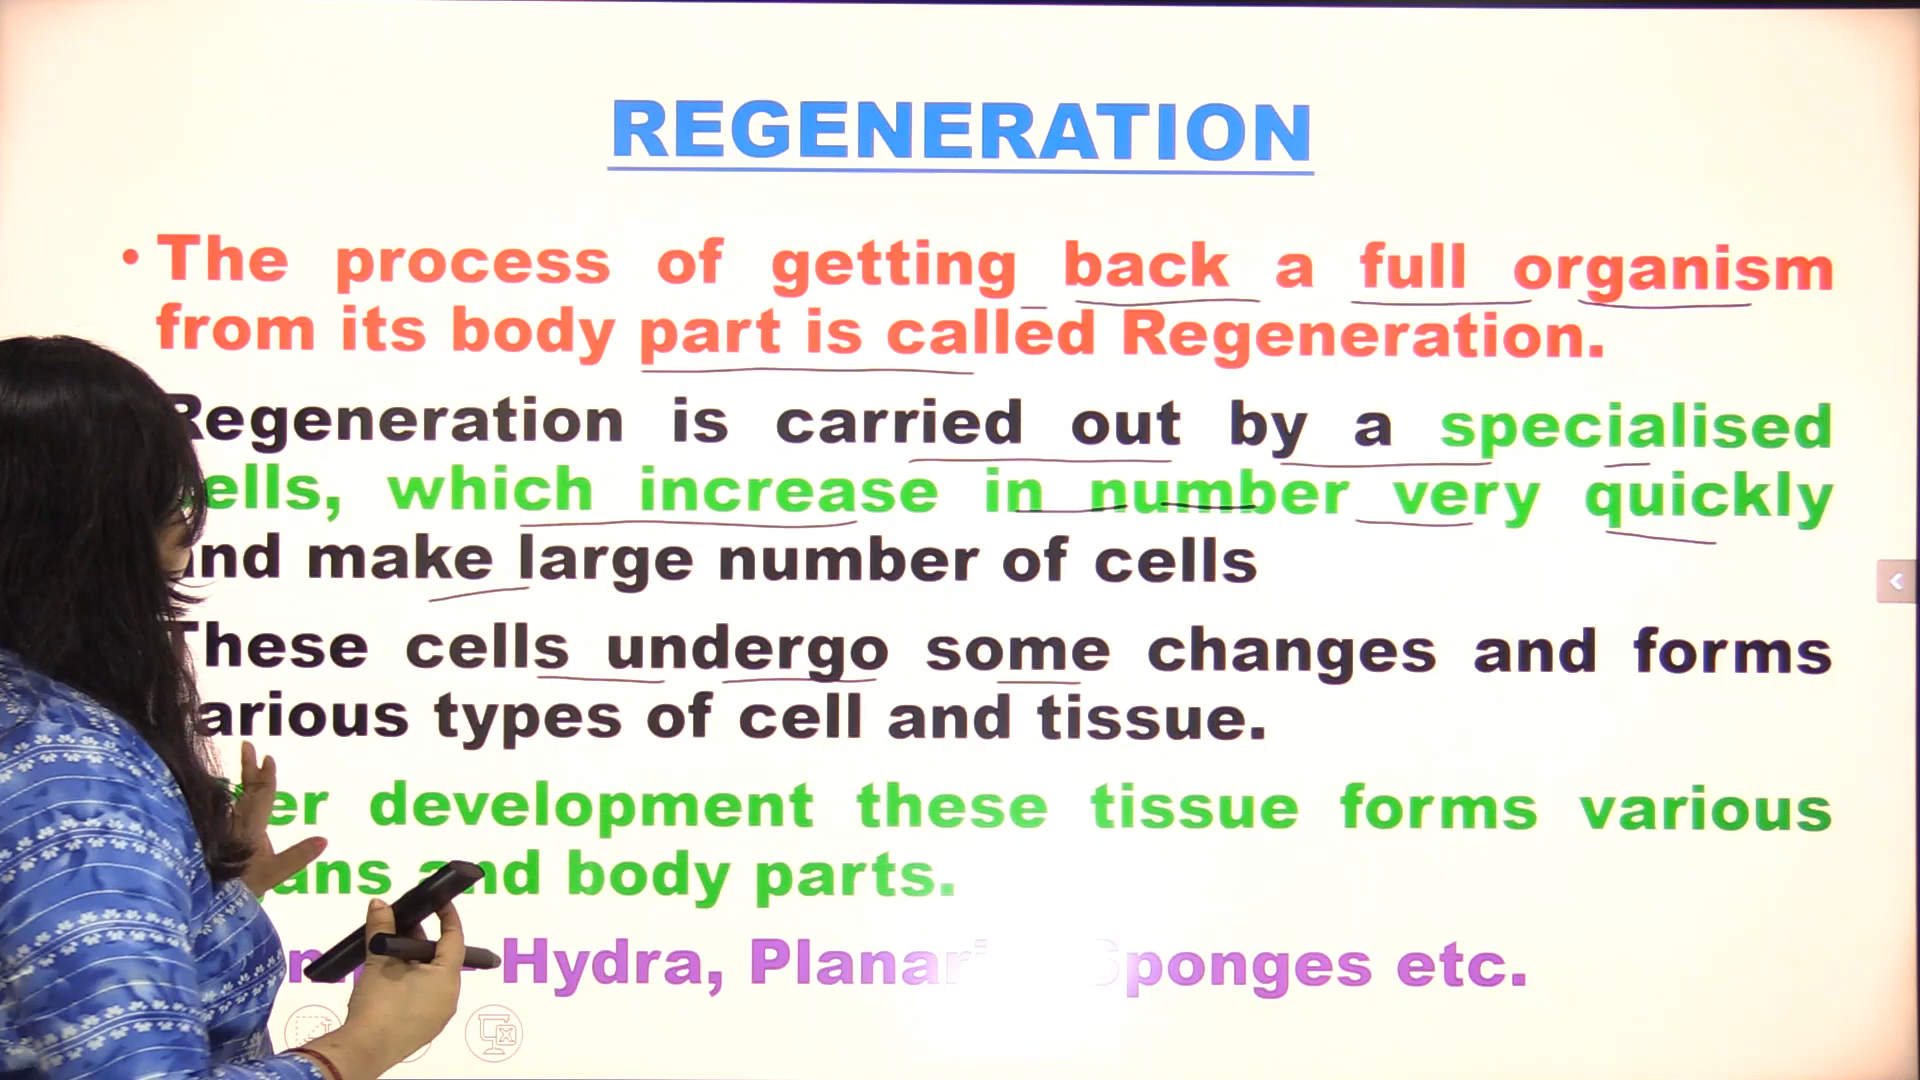 REGENERATION
• The process of getting back a full organism
from its body part is called Regeneration.
Regeneration is carried out by a specialised
cells, which increase in number very quickly
and make large number of cells
These cells undergo some changes and forms
various types of cell and tissue.
development these tissue forms various
and body parts.
Hydra, Sponges etc.